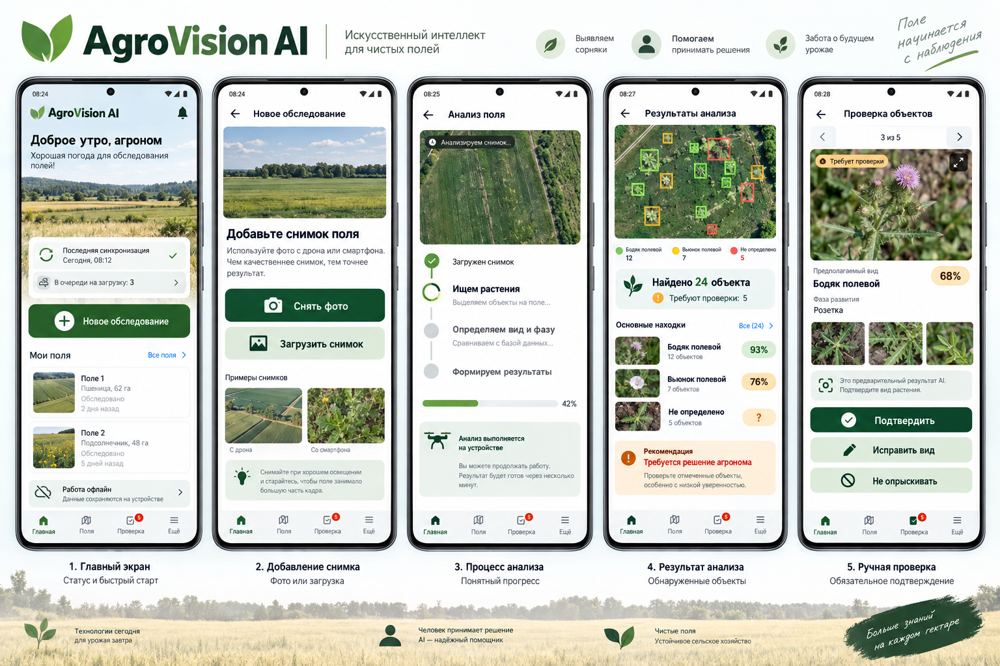 AgroVision AI
Искусственный интеллект
для чистых полей
Выявляем
сорняки
Помогаем
принимать решения
Забота о будущем
урожае
Поле
начинается
с наблюдения
08:24
AgroVision AI
Доброе утро, агроном
Хорошая погода для обследования
полей!
Последняя синхронизация
Сегодня, 08:12
В очереди на загрузку: 3
Новое обследование
Мои поля
Все поля
Поле 1
Пшеница, 62 га
Обследовано
2 дня назад
Поле 2
Подсолнечник, 48 га
Обследовано
5 дней назад
Работа офлайн
Данные сохраняются на устройстве
Главная
Поля
5
Проверка
Ещё
1. Главный экран
Статус и быстрый старт
08:24
Новое обследование
Добавьте снимок поля
Используйте фото с дрона или смартфона.
Чем качественнее снимок, тем точнее
результат.
Снять фото
Загрузить снимок
Примеры снимков
С дрона
Со смартфона
Снимайте при хорошем освещении
и старайтесь, чтобы поле занимало
большую часть кадра.
Главная
Поля
5
Проверка
Ещё
2. Добавление снимка
Фото или загрузка
08:25
Анализ поля
Анализируем снимок...
Загружен снимок
Ищем растения
Выделяем объекты на поле...
Определяем вид и фазу
Сравниваем с базой данных...
Формируем результаты
42%
Анализ выполняется
на устройстве
Вы можете продолжать работу.
Результат будет готов через несколько
минут.
Главная
Поля
5
Проверка
Ещё
3. Процесс анализа
Понятный прогресс
08:27
Результаты анализа
Бодяк полевой
12
Вьюнок полевой
7
Не определено
5
Найдено 24 объекта
Требуют проверки: 5
Основные находки
Все (24)
Бодяк полевой
12 объектов
93%
Вьюнок полевой
7 объектов
76%
Не определено
5 объектов
?
Рекомендация
Требуется решение агронома
Проверьте отмеченные объекты,
особенно с низкой уверенностью.
Главная
Поля
5
Проверка
Ещё
4. Результат анализа
Обнаруженные объекты
08:28
Проверка объектов
3 из 5
Требует проверки
Предполагаемый вид
Бодяк полевой
68%
Фаза развития
Розетка
Это предварительный результат AI.
Подтвердите вид растения.
Подтвердить
Исправить вид
Не опрыскивать
Главная
Поля
5
Проверка
Ещё
5. Ручная проверка
Обязательное подтверждение
Технологии сегодня
для урожая завтра
Человек принимает решение
AI — надёжный помощник
Чистые поля
Устойчивое сельское хозяйство
Больше знаний
на каждом гектаре